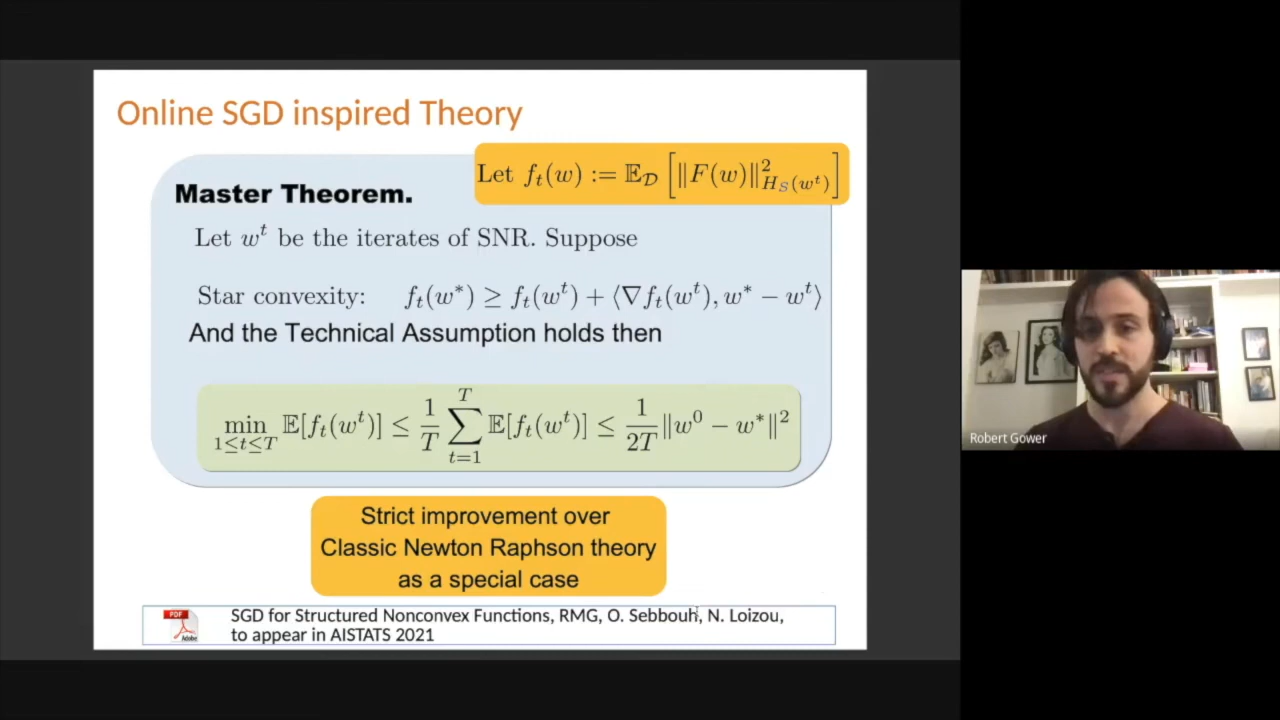 Online SGD inspired Theory
Let f_t(w) := 𝔼_𝒟 [‖F(w)‖²_{H_S(w^t)}]
Master Theorem.
Let w^t be the iterates of SNR. Suppose
Star convexity: f_t(w*) ≥ f_t(w^t) + ⟨∇f_t(w^t), w* − w^t⟩
And the Technical Assumption holds then
min_{1≤t≤T} 𝔼[f_t(w^t)] ≤ 1/T ∑_{t=1}^{T} 𝔼[f_t(w^t)] ≤ 1/2T ‖w⁰ − w*‖²
Strict improvement over
Classic Newton Raphson theory
as a special case
PDF
Adobe
SGD for Structured Nonconvex Functions, RMG, O. Sebbouh, N. Loizou,
to appear in AISTATS 2021
Robert Gower